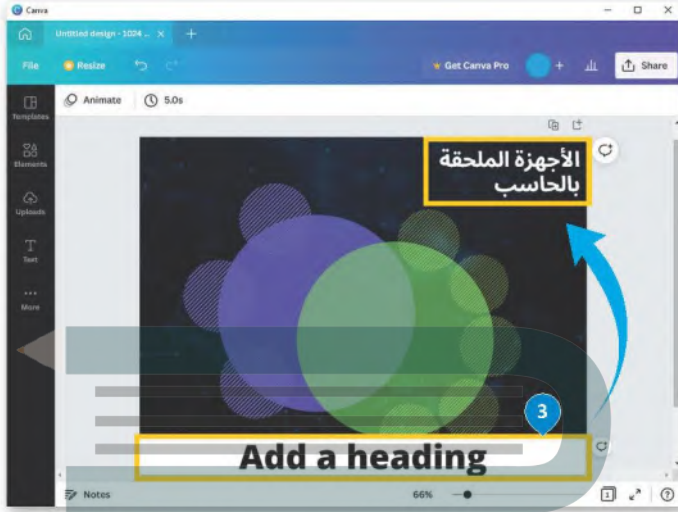 Canva
Untitled design - 1024 ... × +
File Resize Get Canva Pro + Share
Animate 5.0s
Templates
Elements
Uploads
Text
More
الأجهزة الملحقة
بالحاسب
3
Add a heading
Notes 66% 1